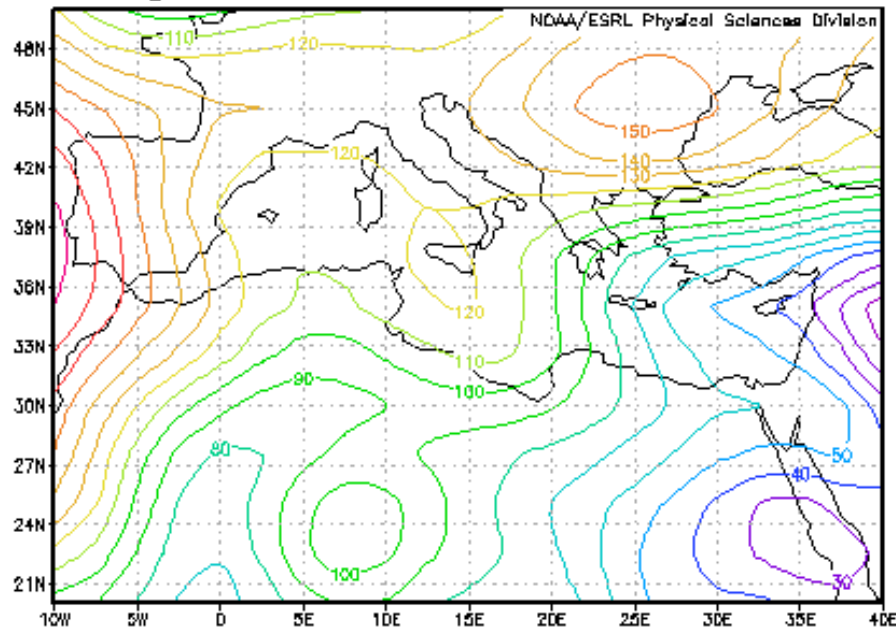 NOAA/ESRL Physical Sciences Division
48N
110
120
45N
150
140
130
42N
120
39N
36N
120
33N
110
100
90
30N
80
50
27N
40
24N
100
30
21N
10W
5W
0
5E
10E
15E
20E
25E
30E
35E
40E